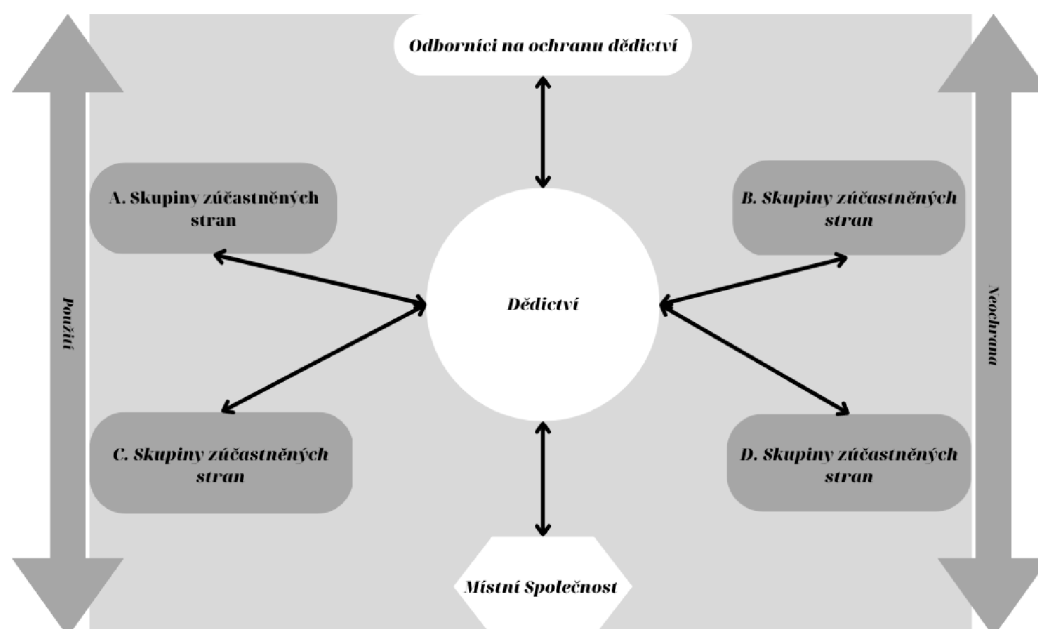 Odborníci na ochranu dědictví
A. Skupiny zúčastněných
stran
B. Skupiny zúčastněných
stran
Použití
Dědictví
Neochrana
C. Skupiny zúčastněných
stran
D. Skupiny zúčastněných
stran
Místní Společnost